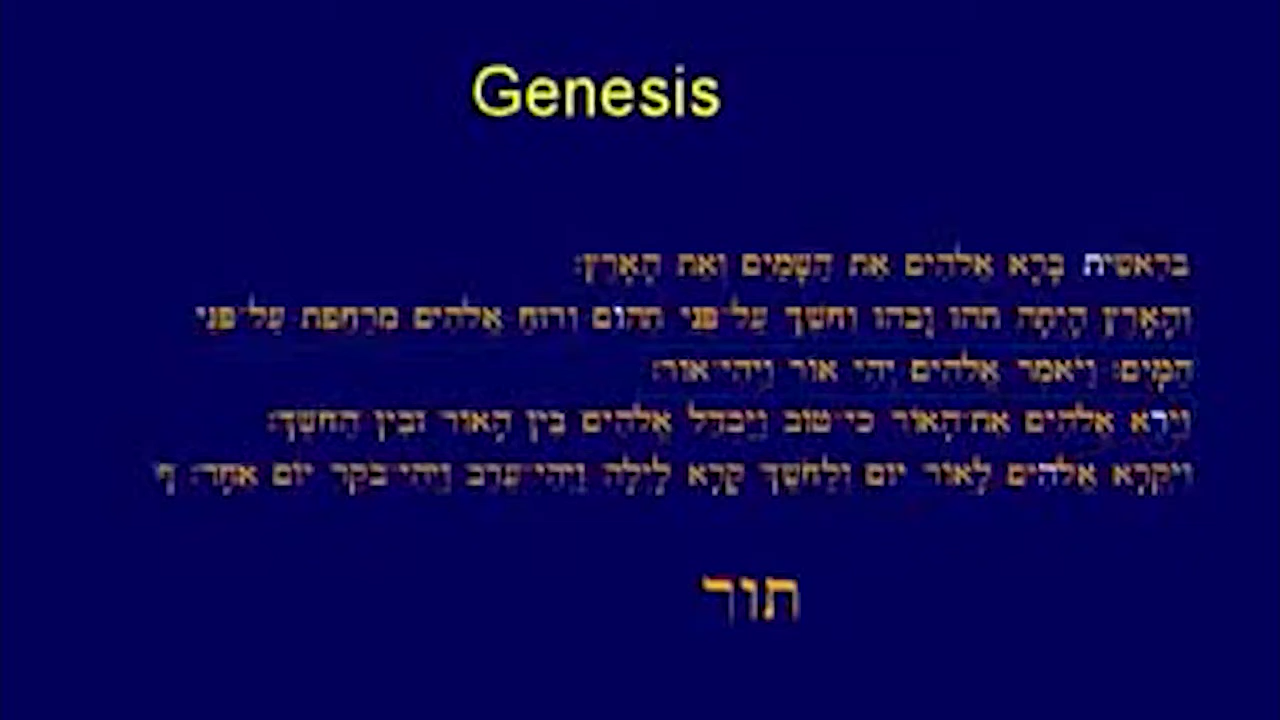 Genesis
בראשית ברא אלהים את השמים ואת הארץ:
והארץ היתה תהו ובהו וחשך על־פני תהום ורוח אלהים מרחפת על־פני
המים: ויאמר אלהים יהי אור ויהי־אור:
וירא אלהים את־האור כי־טוב ויבדל אלהים בין האור ובין החשך:
ויקרא אלהים לאור יום ולחשך קרא לילה ויהי־ערב ויהי־בקר יום אחד: ף
תור